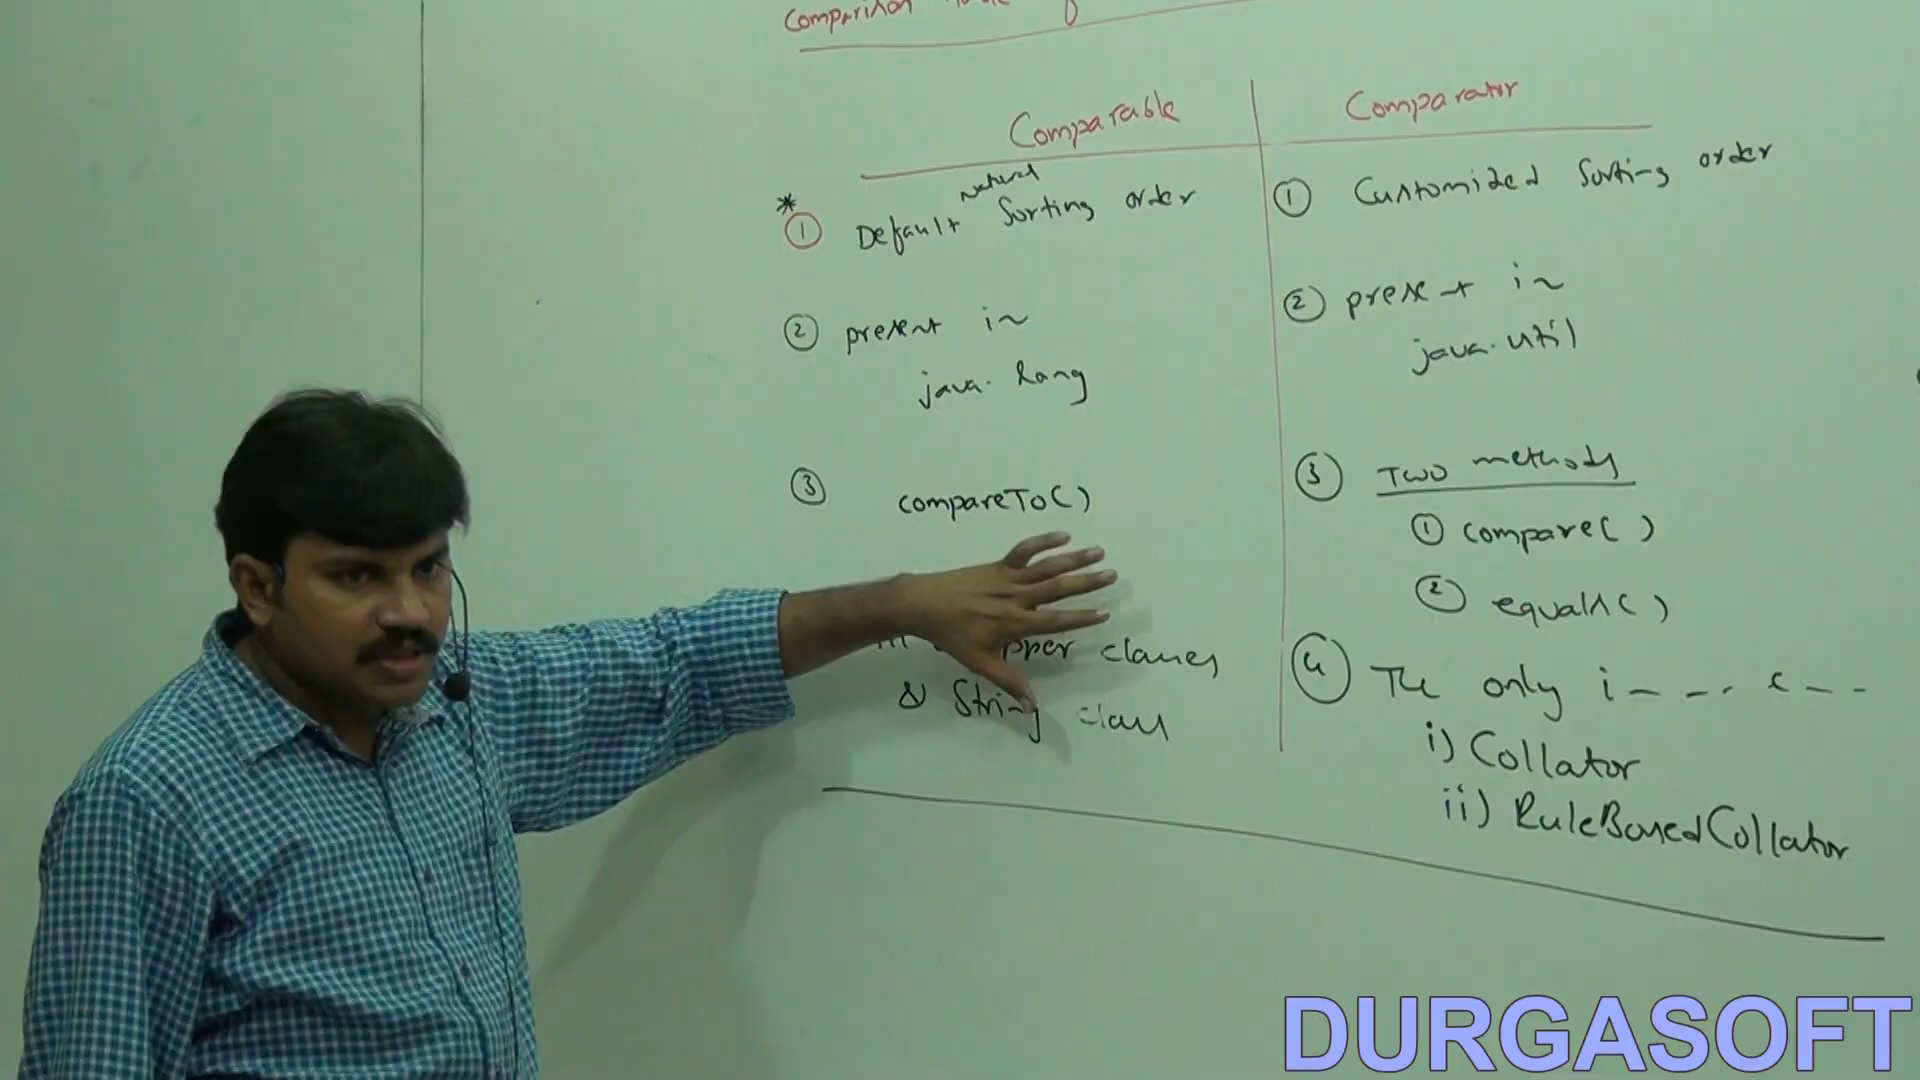 Comparison
Comparable
Comparator
* ① Default natural Sorting order
② present in
java.lang
③ compareTo()
wrapper classes
& String class
① Customized Sorting order
② present in
java.util
③ Two methods
① compare( )
② equals( )
④ The only i--. c--
i) Collator
ii) RuleBasedCollator
DURGASOFT